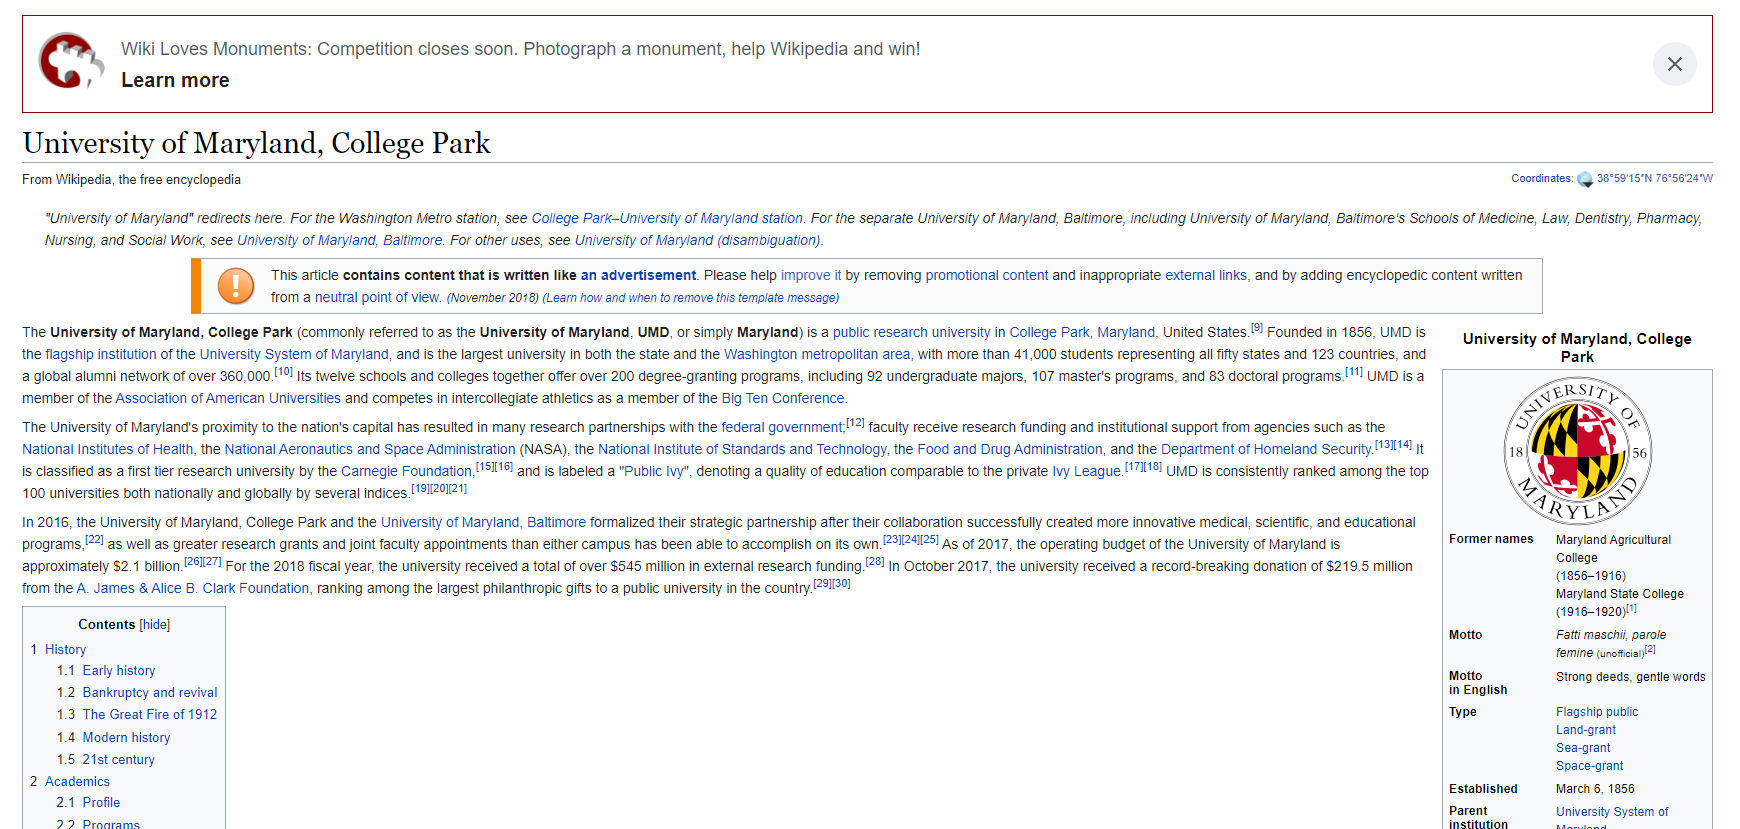 Wiki Loves Monuments: Competition closes soon. Photograph a monument, help Wikipedia and win!
Learn more
University of Maryland, College Park
From Wikipedia, the free encyclopedia
Coordinates: 38°59′15″N 76°56′24″W
"University of Maryland" redirects here. For the Washington Metro station, see College Park–University of Maryland station. For the separate University of Maryland, Baltimore, including University of Maryland, Baltimore's Schools of Medicine, Law, Dentistry, Pharmacy,
Nursing, and Social Work, see University of Maryland, Baltimore. For other uses, see University of Maryland (disambiguation).
This article contains content that is written like an advertisement. Please help improve it by removing promotional content and inappropriate external links, and by adding encyclopedic content written
from a neutral point of view. (November 2018) (Learn how and when to remove this template message)
The University of Maryland, College Park (commonly referred to as the University of Maryland, UMD, or simply Maryland) is a public research university in College Park, Maryland, United States.[9] Founded in 1856, UMD is
the flagship institution of the University System of Maryland, and is the largest university in both the state and the Washington metropolitan area, with more than 41,000 students representing all fifty states and 123 countries, and
a global alumni network of over 360,000.[10] Its twelve schools and colleges together offer over 200 degree-granting programs, including 92 undergraduate majors, 107 master's programs, and 83 doctoral programs.[11] UMD is a
member of the Association of American Universities and competes in intercollegiate athletics as a member of the Big Ten Conference.
The University of Maryland's proximity to the nation's capital has resulted in many research partnerships with the federal government;[12] faculty receive research funding and institutional support from agencies such as the
National Institutes of Health, the National Aeronautics and Space Administration (NASA), the National Institute of Standards and Technology, the Food and Drug Administration, and the Department of Homeland Security.[13][14] It
is classified as a first tier research university by the Carnegie Foundation,[15][16] and is labeled a "Public Ivy", denoting a quality of education comparable to the private Ivy League.[17][18] UMD is consistently ranked among the top
100 universities both nationally and globally by several indices.[19][20][21]
In 2016, the University of Maryland, College Park and the University of Maryland, Baltimore formalized their strategic partnership after their collaboration successfully created more innovative medical, scientific, and educational
programs,[22] as well as greater research grants and joint faculty appointments than either campus has been able to accomplish on its own.[23][24][25] As of 2017, the operating budget of the University of Maryland is
approximately $2.1 billion.[26][27] For the 2018 fiscal year, the university received a total of over $545 million in external research funding.[28] In October 2017, the university received a record-breaking donation of $219.5 million
from the A. James & Alice B. Clark Foundation, ranking among the largest philanthropic gifts to a public university in the country.[29][30]
Contents [hide]
1 History
1.1 Early history
1.2 Bankruptcy and revival
1.3 The Great Fire of 1912
1.4 Modern history
1.5 21st century
2 Academics
2.1 Profile
2.2 Programs
University of Maryland, College
Park
UNIVERSITY OF
18 56
MARYLAND
Former names Maryland Agricultural
College
(1856–1916)
Maryland State College
(1916–1920)[1]
Motto Fatti maschii, parole
femine (unofficial)[2]
Motto
in English Strong deeds, gentle words
Type Flagship public
Land-grant
Sea-grant
Space-grant
Established March 6, 1856
Parent University System of
institution Maryland